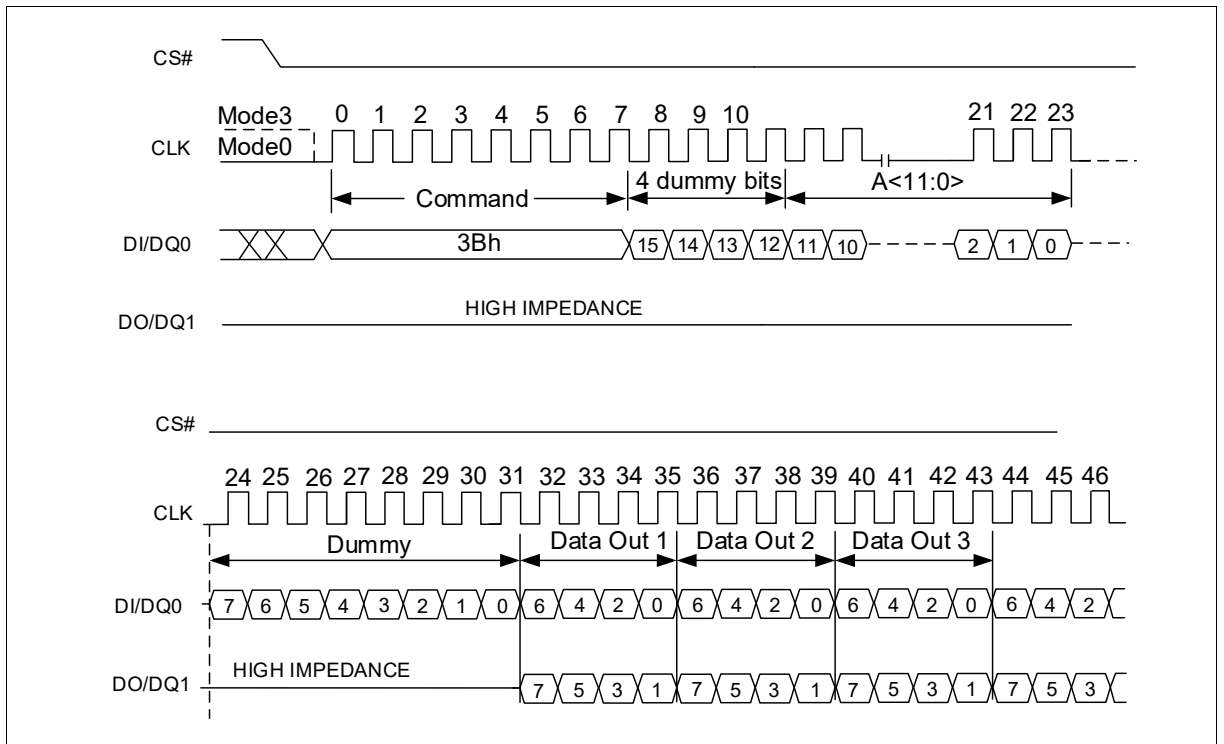 CS#
Mode3 0 1 2 3 4 5 6 7 8 9 10 21 22 23
CLK Mode0
Command 4 dummy bits A<11:0>
DI/DQ0 3Bh 15 14 13 12 11 10 2 1 0
HIGH IMPEDANCE
DO/DQ1
CS#
24 25 26 27 28 29 30 31 32 33 34 35 36 37 38 39 40 41 42 43 44 45 46
CLK
Dummy Data Out 1 Data Out 2 Data Out 3
DI/DQ0 7 6 5 4 3 2 1 0 6 4 2 0 6 4 2 0 6 4 2 0 6 4 2
HIGH IMPEDANCE
DO/DQ1 7 5 3 1 7 5 3 1 7 5 3 1 7 5 3